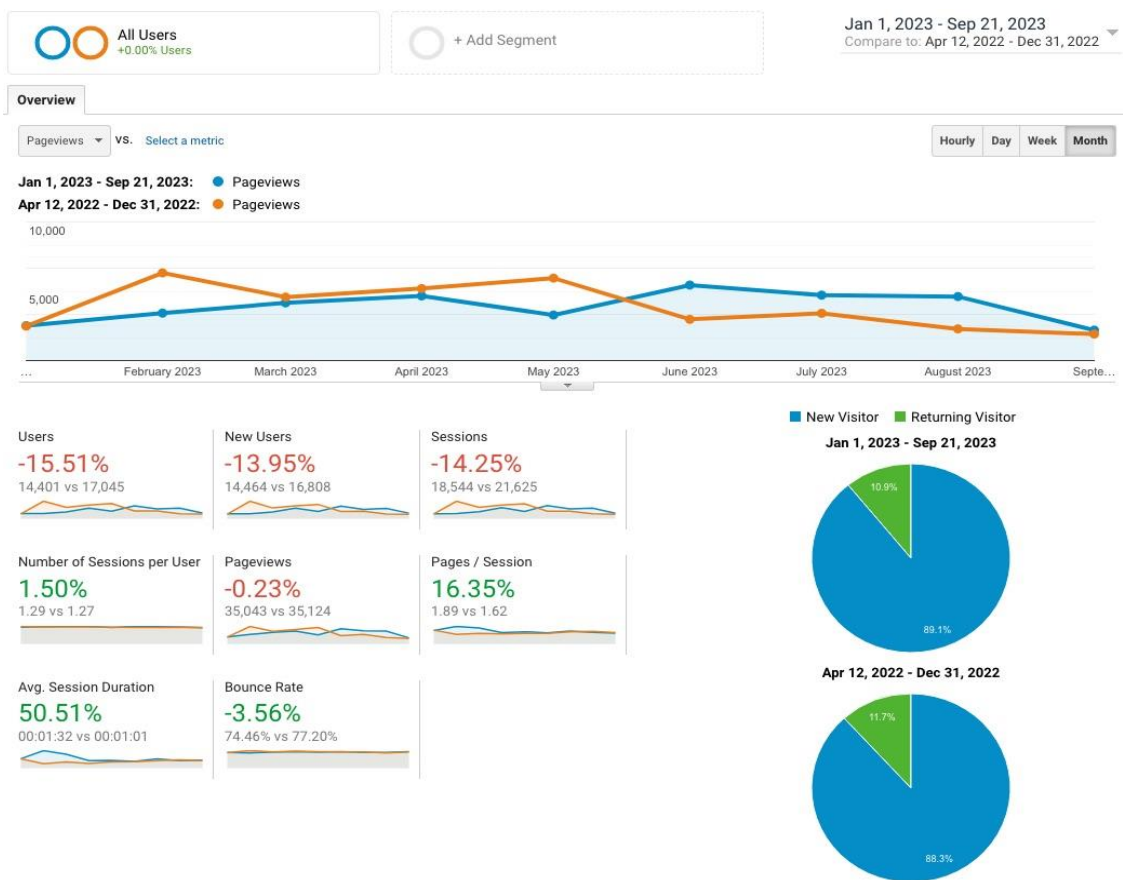 All Users
+0.00% Users
+ Add Segment
Jan 1, 2023 - Sep 21, 2023
Compare to: Apr 12, 2022 - Dec 31, 2022
Overview
Pageviews VS. Select a metric
Hourly Day Week Month
Jan 1, 2023 - Sep 21, 2023: Pageviews
Apr 12, 2022 - Dec 31, 2022: Pageviews
10,000
5,000
... February 2023 March 2023 April 2023 May 2023 June 2023 July 2023 August 2023 Septe...
Users
-15.51%
14,401 vs 17,045
New Users
-13.95%
14,464 vs 16,808
Sessions
-14.25%
18,544 vs 21,625
Number of Sessions per User
1.50%
1.29 vs 1.27
Pageviews
-0.23%
35,043 vs 35,124
Pages / Session
16.35%
1.89 vs 1.62
Avg. Session Duration
50.51%
00:01:32 vs 00:01:01
Bounce Rate
-3.56%
74.46% vs 77.20%
New Visitor Returning Visitor
Jan 1, 2023 - Sep 21, 2023
10.9%
89.1%
Apr 12, 2022 - Dec 31, 2022
11.7%
88.3%